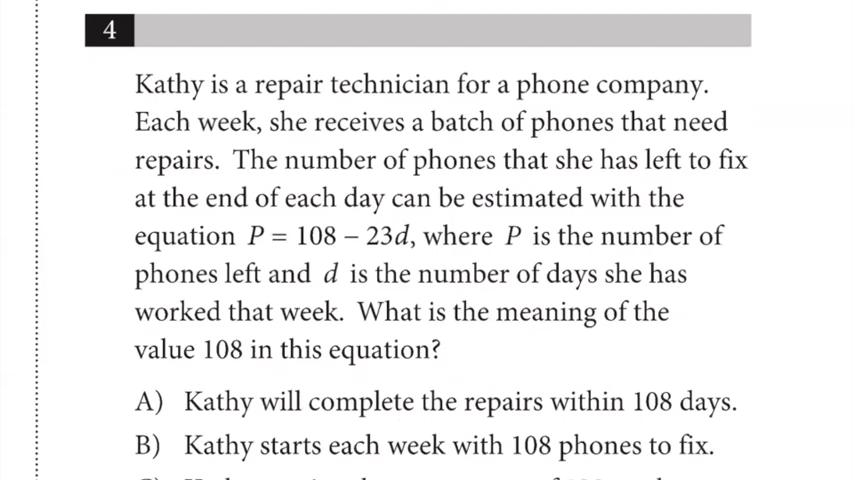 4
Kathy is a repair technician for a phone company.
Each week, she receives a batch of phones that need
repairs. The number of phones that she has left to fix
at the end of each day can be estimated with the
equation P = 108 − 23d, where P is the number of
phones left and d is the number of days she has
worked that week. What is the meaning of the
value 108 in this equation?
A) Kathy will complete the repairs within 108 days.
B) Kathy starts each week with 108 phones to fix.